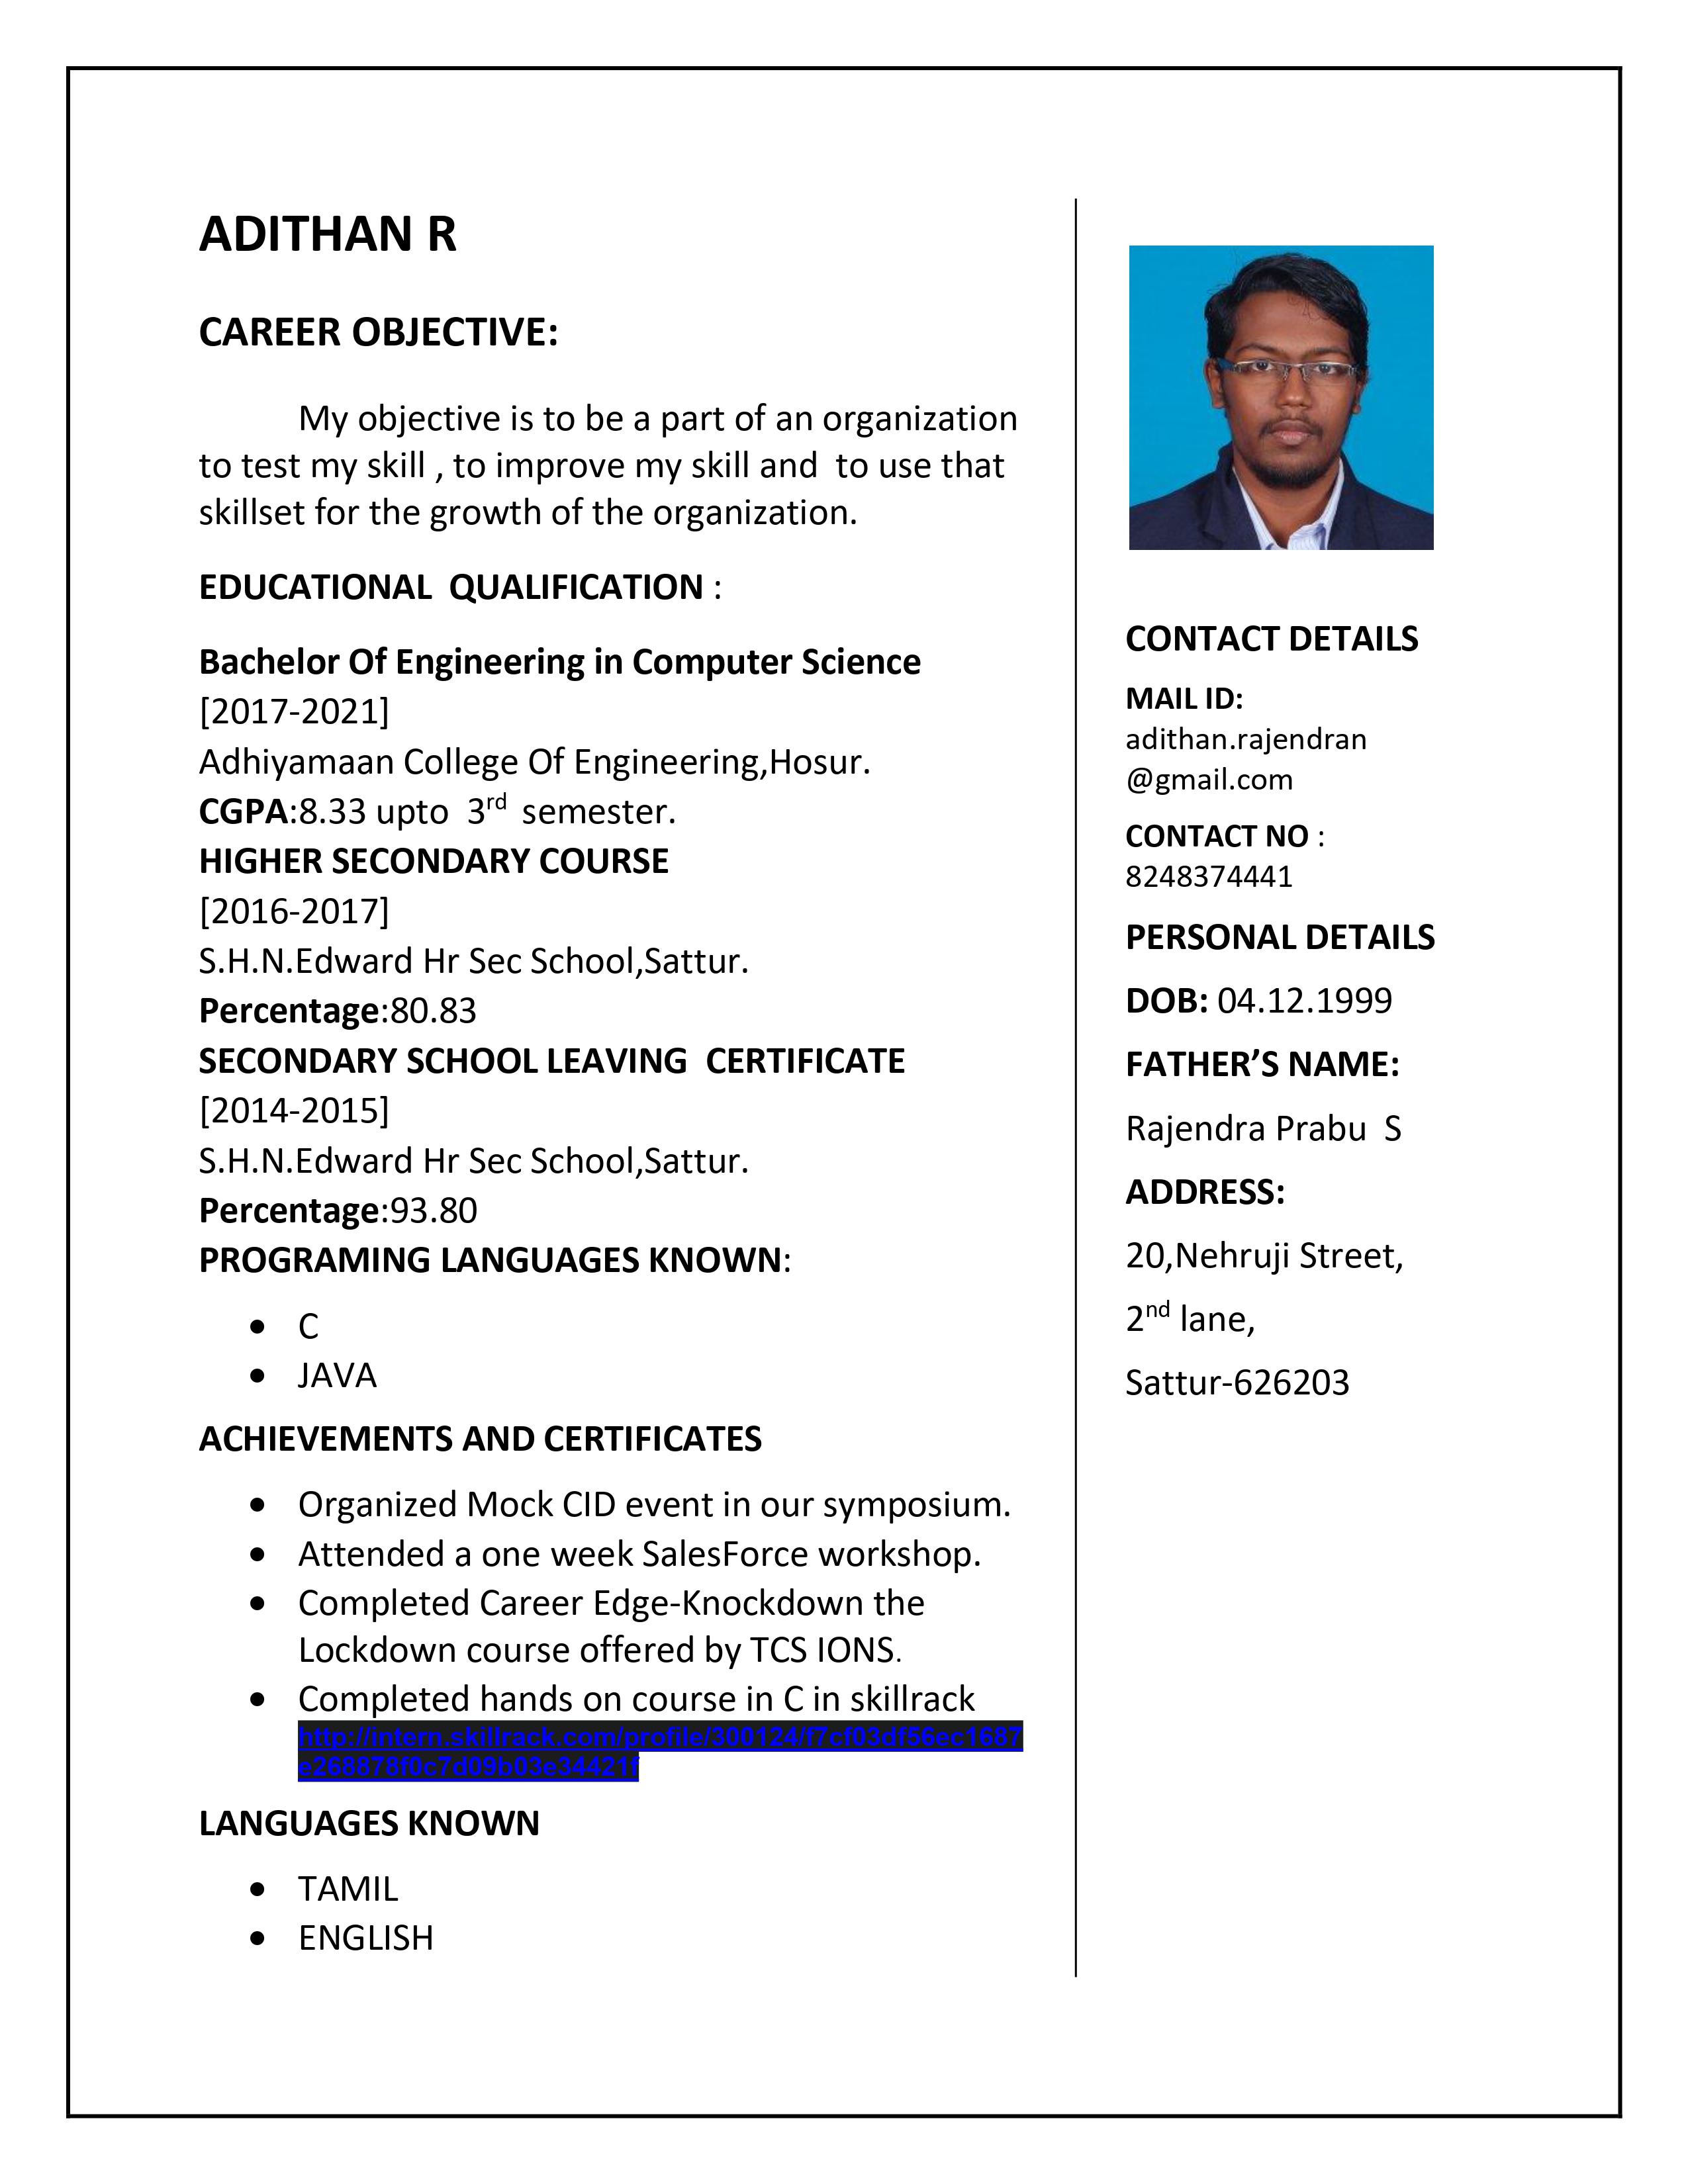 ADITHAN R
CAREER OBJECTIVE:
My objective is to be a part of an organization
to test my skill , to improve my skill and  to use that
skillset for the growth of the organization.
EDUCATIONAL  QUALIFICATION :
Bachelor Of Engineering in Computer Science
[2017-2021]
Adhiyamaan College Of Engineering,Hosur.
CGPA:8.33 upto  3rd  semester.
HIGHER SECONDARY COURSE
[2016-2017]
S.H.N.Edward Hr Sec School,Sattur.
Percentage:80.83
SECONDARY SCHOOL LEAVING  CERTIFICATE
[2014-2015]
S.H.N.Edward Hr Sec School,Sattur.
Percentage:93.80
PROGRAMING LANGUAGES KNOWN:
• C
• JAVA
ACHIEVEMENTS AND CERTIFICATES
• Organized Mock CID event in our symposium.
• Attended a one week SalesForce workshop.
• Completed Career Edge-Knockdown the
Lockdown course offered by TCS IONS.
• Completed hands on course in C in skillrack
http://intern.skillrack.com/profile/300124/f7cf03df56ec1687
e268878f0c7d09b03e34421f
LANGUAGES KNOWN
• TAMIL
• ENGLISH
CONTACT DETAILS
MAIL ID:
adithan.rajendran
@gmail.com
CONTACT NO :
8248374441
PERSONAL DETAILS
DOB: 04.12.1999
FATHER’S NAME:
Rajendra Prabu  S
ADDRESS:
20,Nehruji Street,
2nd lane,
Sattur-626203